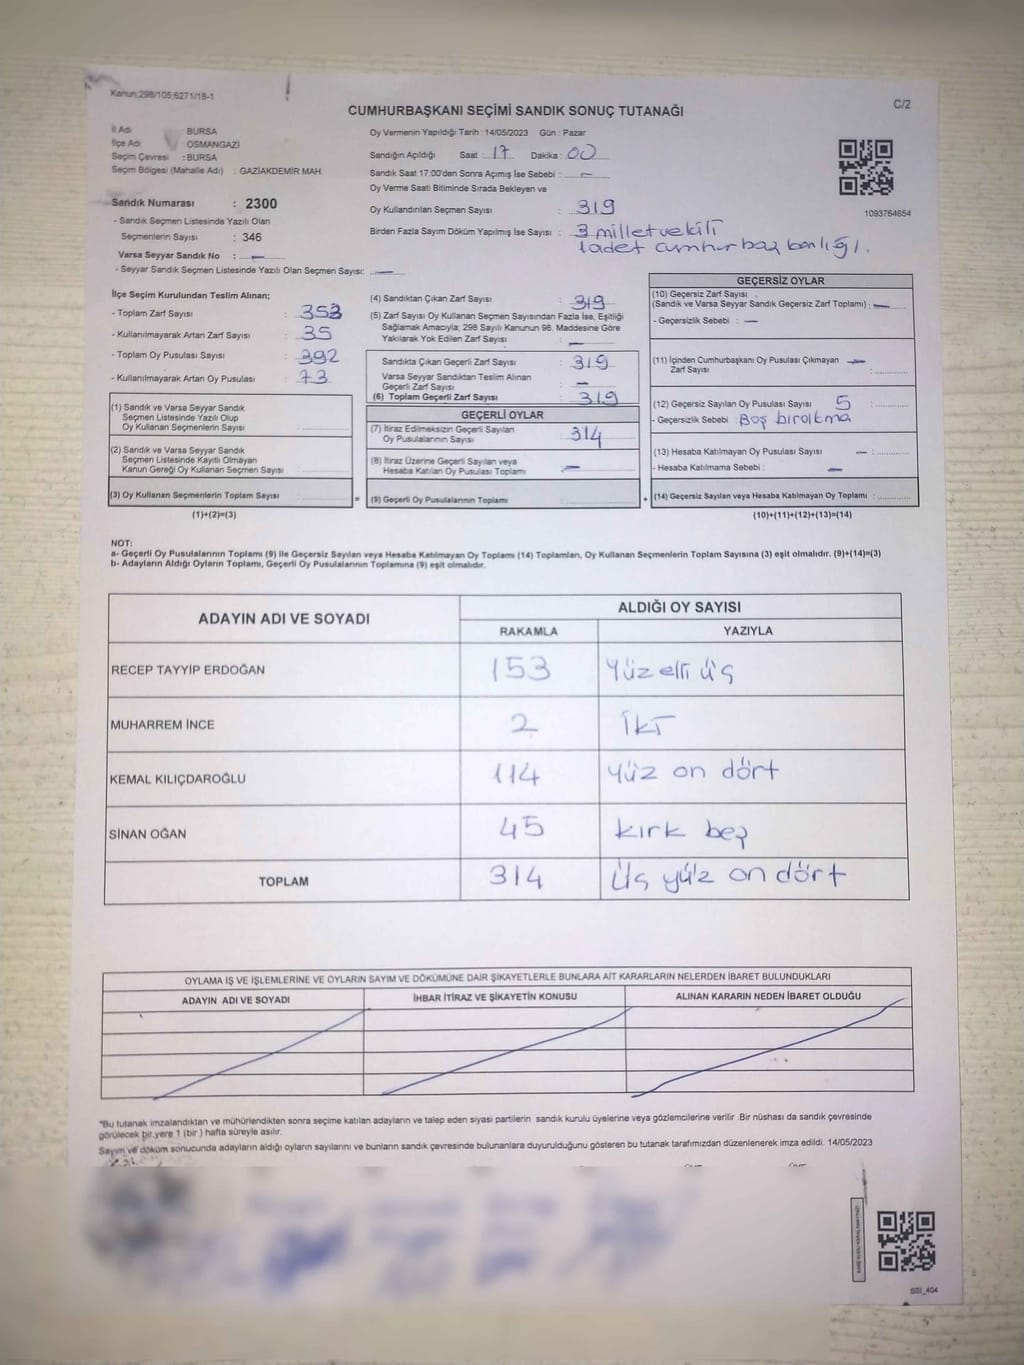 Kanun:298/105;6271/18-1
C/2
CUMHURBAŞKANI SEÇİMİ SANDIK SONUÇ TUTANAĞI
İl Adı BURSA
İlçe Adı OSMANGAZİ
Seçim Çevresi : BURSA
Seçim Bölgesi (Mahalle Adı) : GAZİAKDEMİR MAH.
Sandık Numarası : 2300
- Sandık Seçmen Listesinde Yazılı Olan
Seçmenlerin Sayısı : 346
Varsa Seyyar Sandık No : —
- Seyyar Sandık Seçmen Listesinde Yazılı Olan Seçmen Sayısı: —
Oy Vermenin Yapıldığı Tarih :14/05/2023 Gün : Pazar
Sandığın Açıldığı Saat : 17 Dakika : 00
Sandık Saat 17:00'den Sonra Açımış İse Sebebi : —
Oy Verme Saati Bitiminde Sırada Bekleyen ve
Oy Kullandırılan Seçmen Sayısı : 319
Birden Fazla Sayım Döküm Yapılmış İse Sayısı : 3 milletvekili
1 adet cumhurbaşkanlığı.
1093764654
İlçe Seçim Kurulundan Teslim Alınan;
- Toplam Zarf Sayısı : 353
- Kullanılmayarak Artan Zarf Sayısı : 35
- Toplam Oy Pusulası Sayısı : 392
- Kullanılmayarak Artan Oy Pusulası : 73
(1) Sandık ve Varsa Seyyar Sandık
Seçmen Listesinde Yazılı Olup
Oy Kullanan Seçmenlerin Sayısı :
(2) Sandık ve Varsa Seyyar Sandık
Seçmen Listesinde Kayıtlı Olmayan
Kanun Gereği Oy Kullanan Seçmen Sayısı :
(3) Oy Kullanan Seçmenlerin Toplam Sayısı =
(1)+(2)=(3)
(4) Sandıktan Çıkan Zarf Sayısı : 319
(5) Zarf Sayısı Oy Kullanan Seçmen Sayısından Fazla İse, Eşitliği
Sağlamak Amacıyla; 298 Sayılı Kanunun 98. Maddesine Göre
Yakılarak Yok Edilen Zarf Sayısı : —
Sandıkta Çıkan Geçerli Zarf Sayısı : 319
Varsa Seyyar Sandıktan Teslim Alınan
Geçerli Zarf Sayısı : —
(6) Toplam Geçerli Zarf Sayısı : 319
GEÇERLİ OYLAR
(7) İtiraz Edilmeksizin Geçerli Sayılan
Oy Pusulalarının Sayısı : 314
(8) İtiraz Üzerine Geçerli Sayılan veya
Hesaba Katılan Oy Pusulası Toplamı : —
(9) Geçerli Oy Pusulalarının Toplamı +
GEÇERSİZ OYLAR
(10) Geçersiz Zarf Sayısı :
(Sandık ve Varsa Seyyar Sandık Geçersiz Zarf Toplamı) : —
- Geçersizlik Sebebi : —
(11) İçinden Cumhurbaşkanı Oy Pusulası Çıkmayan —
Zarf Sayısı :
(12) Geçersiz Sayılan Oy Pusulası Sayısı 5 :
- Geçersizlik Sebebi : Boş bırakma
(13) Hesaba Katılmayan Oy Pusulası Sayısı — :
- Hesaba Katılmama Sebebi : —
(14) Geçersiz Sayılan veya Hesaba Katılmayan Oy Toplamı :
(10)+(11)+(12)+(13)=(14)
NOT:
a- Geçerli Oy Pusulalarının Toplamı (9) ile Geçersiz Sayılan veya Hesaba Katılmayan Oy Toplamı (14) Toplamları, Oy Kullanan Seçmenlerin Toplam Sayısına (3) eşit olmalıdır. (9)+(14)=(3)
b- Adayların Aldığı Oyların Toplamı, Geçerli Oy Pusulalarının Toplamına (9) eşit olmalıdır.
ADAYIN ADI VE SOYADI
ALDIĞI OY SAYISI
RAKAMLA YAZIYLA
RECEP TAYYİP ERDOĞAN 153 Yüz elli üç
MUHARREM İNCE 2 İki
KEMAL KILIÇDAROĞLU 114 yüz on dört
SİNAN OĞAN 45 kırk beş
TOPLAM 314 Üç yüz on dört
OYLAMA İŞ VE İŞLEMLERİNE VE OYLARIN SAYIM VE DÖKÜMÜNE DAİR ŞİKAYETLERLE BUNLARA AİT KARARLARIN NELERDEN İBARET BULUNDUKLARI
ADAYIN ADI VE SOYADI İHBAR İTİRAZ VE ŞİKAYETİN KONUSU ALINAN KARARIN NEDEN İBARET OLDUĞU
*Bu tutanak imzalandıktan ve mühürlendikten sonra seçime katılan adayların ve talep eden siyasi partilerin sandık kurulu üyelerine veya gözlemcilerine verilir .Bir nüshası da sandık çevresinde
görülecek bir yere 1 (bir ) hafta süreyle asılır.
Sayım ve döküm sonucunda adayların aldığı oyların sayılarını ve bunların sandık çevresinde bulunanlara duyurulduğunu gösteren bu tutanak tarafımızdan düzenlenerek imza edildi. 14/05/2023
SSI_404